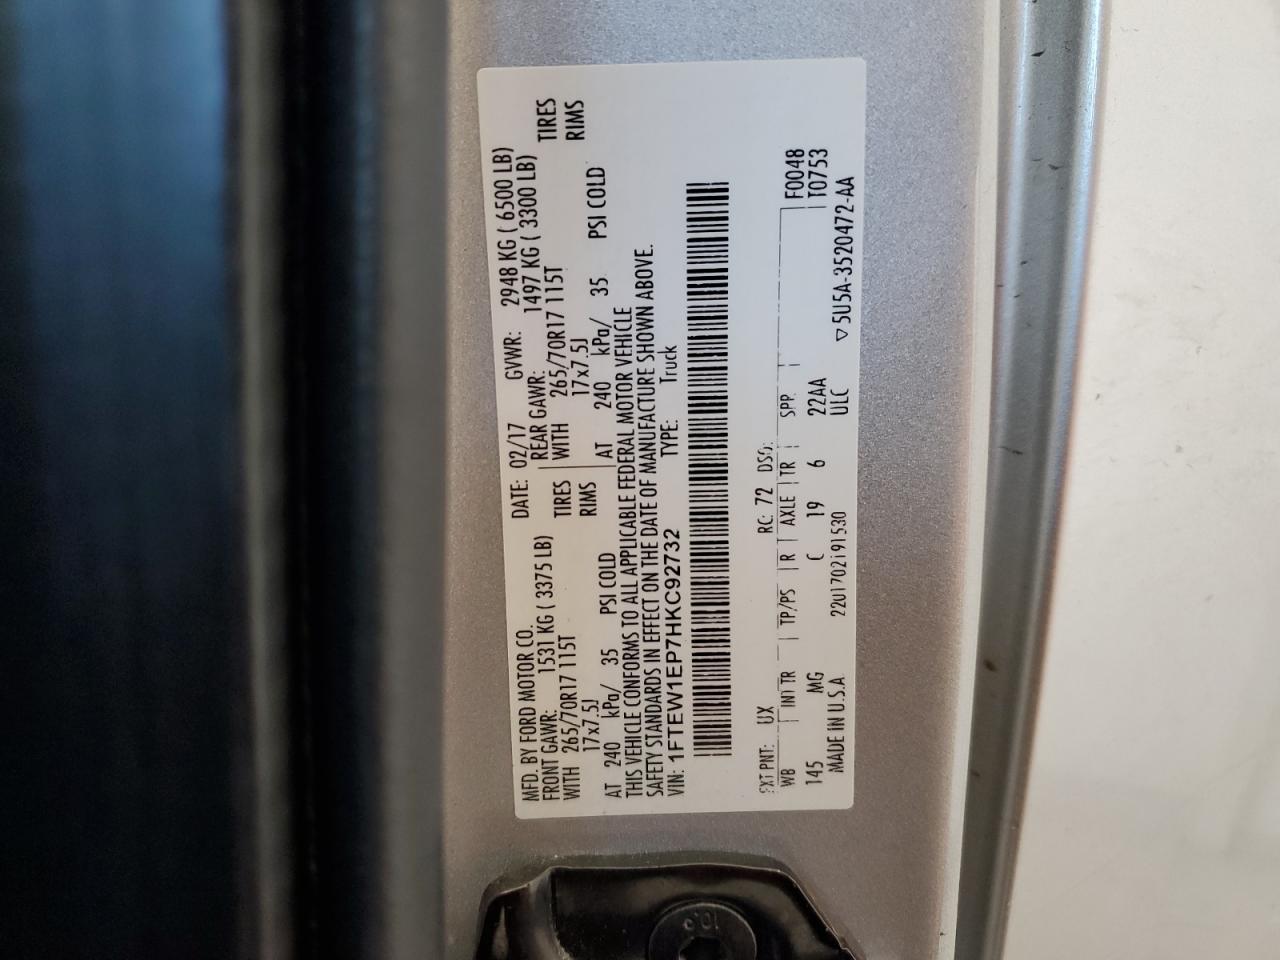 MFD. BY FORD MOTOR CO. DATE: 02/17 GVWR: 2948 KG ( 6500 LB)
FRONT GAWR: 1531 KG ( 3375 LB) REAR GAWR: 1497 KG ( 3300 LB)
WITH 265/70R17 115T TIRES WITH 265/70R17 115T TIRES
17x7.5J RIMS 17x7.5J RIMS
AT 240 kPa/ 35 PSI COLD AT 240 kPa/ 35 PSI COLD
THIS VEHICLE CONFORMS TO ALL APPLICABLE FEDERAL MOTOR VEHICLE
SAFETY STANDARDS IN EFFECT ON THE DATE OF MANUFACTURE SHOWN ABOVE.
VIN: 1FTEW1EP7HKC92732 TYPE: Truck
EXT PNT: UX RC: 72 DSO:
WB INT TR TP/PS R AXLE TR SPR F0048
145 MG C 19 6 22AA T0753
MADE IN U.S.A. 22U1702191530 ULC ▽5U5A-3520472-AA
10.9